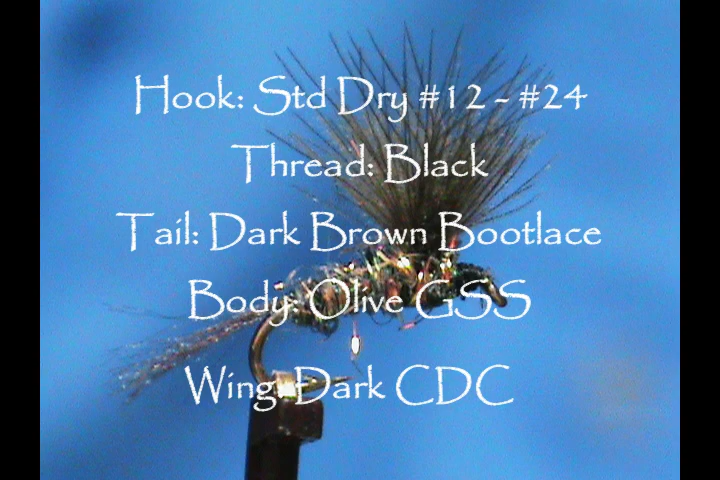 Hook: Std Dry #12 - #24
Thread: Black
Tail: Dark Brown Bootlace
Body: Olive GSS
Wing: Dark CDC